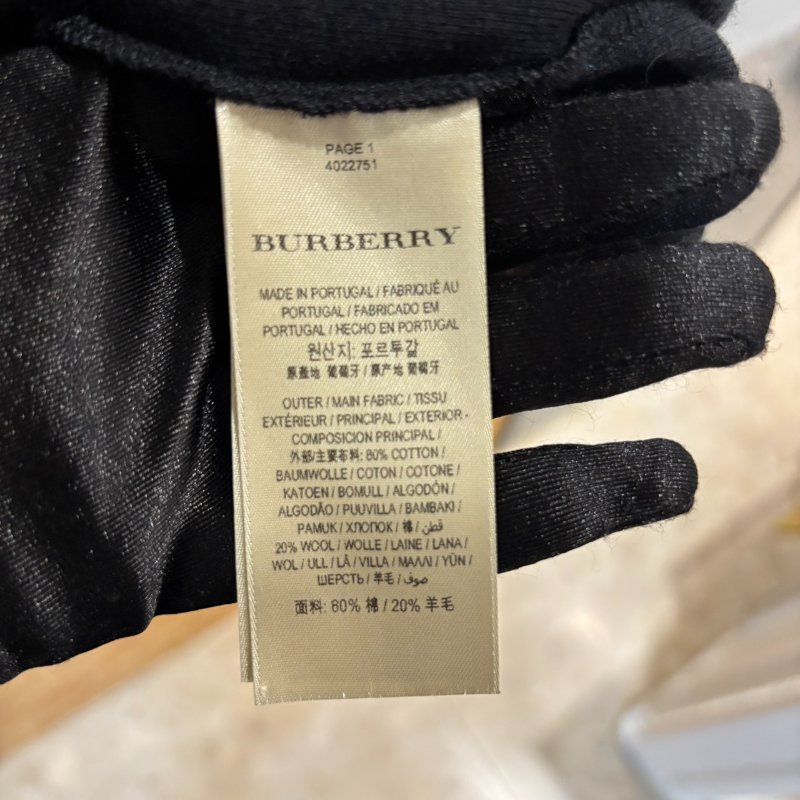 PAGE 1
4022751
BURBERRY
MADE IN PORTUGAL / FABRIQUÉ AU
PORTUGAL / FABRICADO EM
PORTUGAL / HECHO EN PORTUGAL
원산지: 포르투갈
原產地 葡萄牙 / 原产地 葡萄牙
OUTER / MAIN FABRIC / TISSU
EXTÉRIEUR / PRINCIPAL / EXTERIOR -
COMPOSICION PRINCIPAL /
外部/主要布料: 80% COTTON /
BAUMWOLLE / COTON / COTONE /
KATOEN / BOMULL / ALGODÓN /
ALGODÃO / PUUVILLA / BAMBAKI /
PAMUK / ХЛОПОК / 棉 / قطن /
20% WOOL / WOLLE / LAINE / LANA /
WOL / ULL / LÃ / VILLA / ΜΑΛΛΙ / YÜN /
ШЕРСТЬ / 羊毛 / صوف /
面料: 80% 棉 / 20% 羊毛